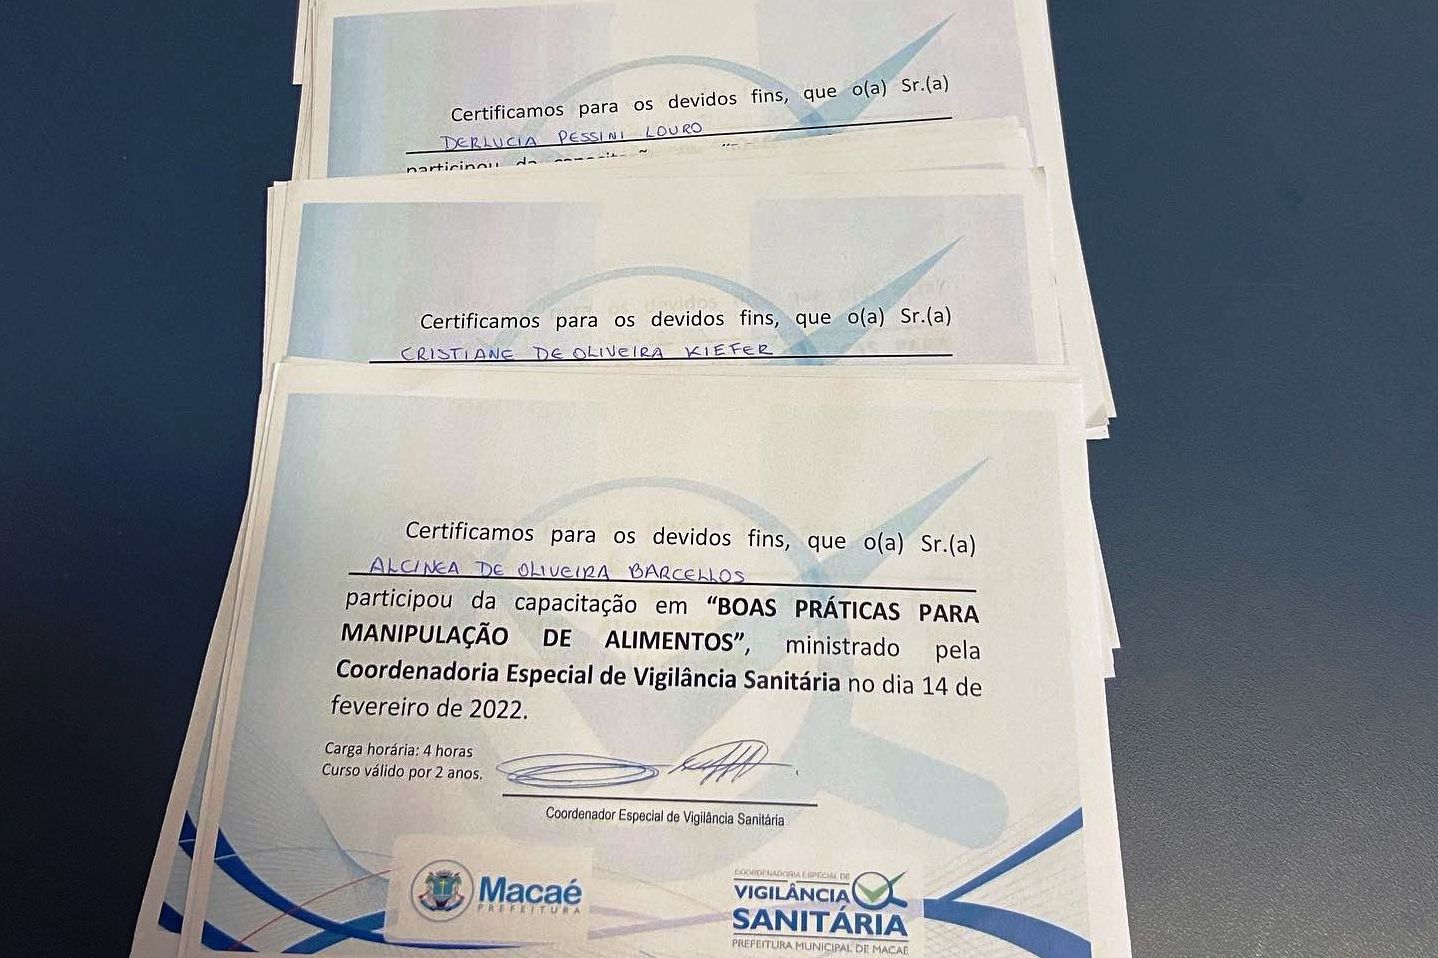 Certificamos para os devidos fins, que o(a) Sr.(a)
DERLUCIA PESSINI LOURO
participou da
Certificamos para os devidos fins, que o(a) Sr.(a)
CRISTIANE DE OLIVEIRA KIEFER
Certificamos para os devidos fins, que o(a) Sr.(a)
ALCINEA DE OLIVEIRA BARCELLOS
participou da capacitação em “BOAS PRÁTICAS PARA
MANIPULAÇÃO DE ALIMENTOS”, ministrado pela
Coordenadoria Especial de Vigilância Sanitária no dia 14 de
fevereiro de 2022.
Carga horária: 4 horas
Curso válido por 2 anos.
Coordenador Especial de Vigilância Sanitária
Macaé
PREFEITURA
COORDENADORIA ESPECIAL DE
VIGILÂNCIA
SANITÁRIA
PREFEITURA MUNICIPAL DE MACAÉ